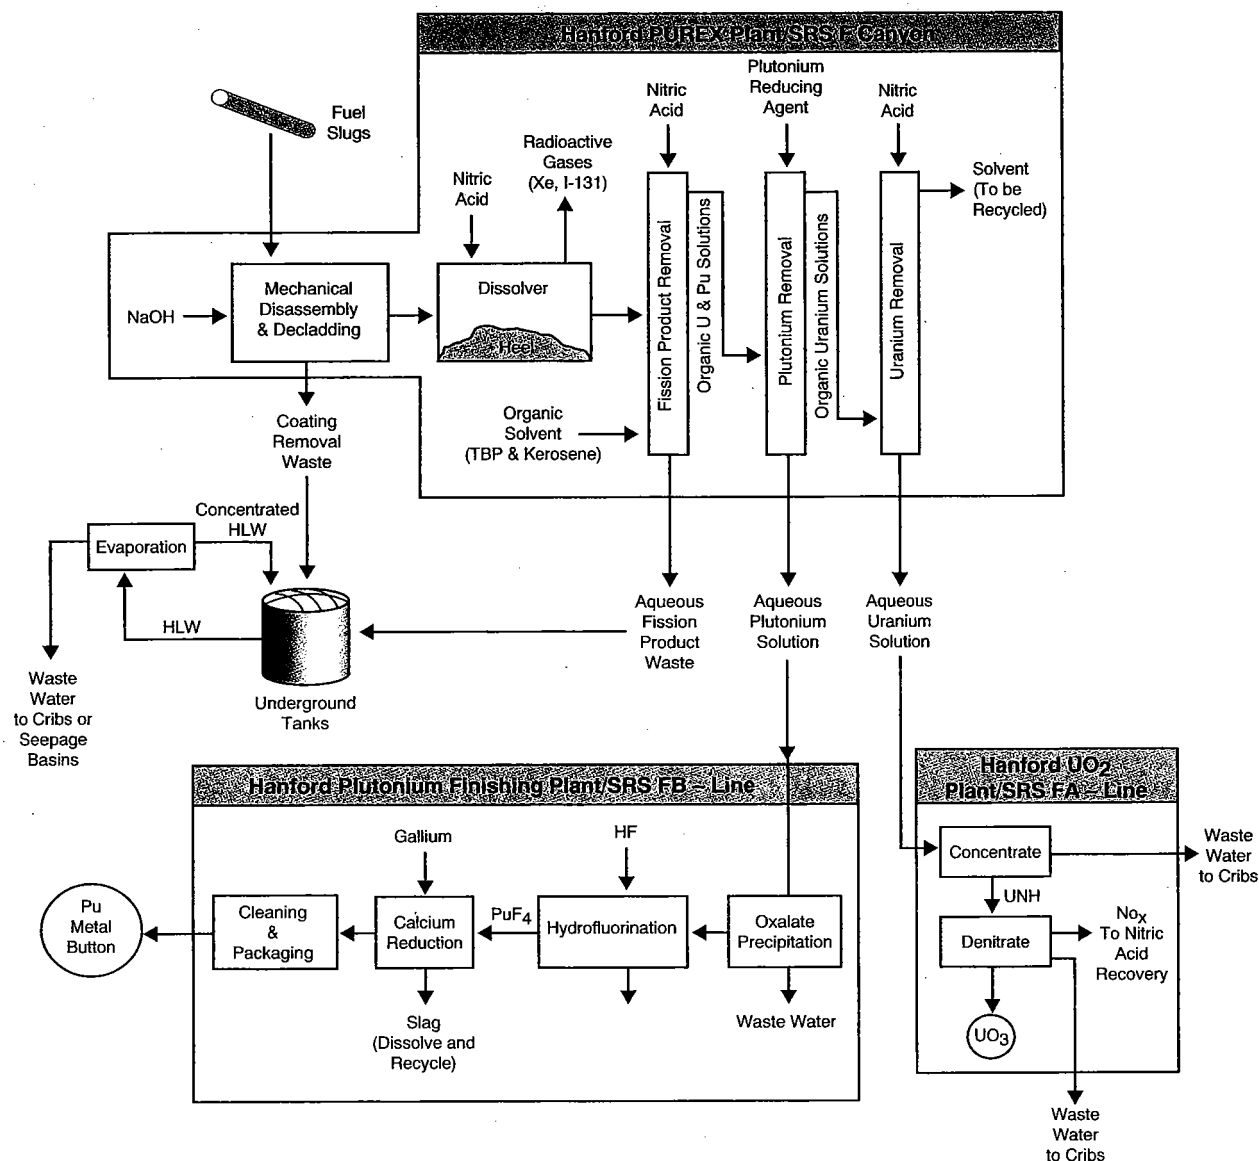 Hanford PUREX Plant/SRS F Canyon
Fuel
Slugs
Nitric
Acid
Radioactive
Gases
(Xe, I-131)
Nitric
Acid
Plutonium
Reducing
Agent
Nitric
Acid
Solvent
(To be
Recycled)
NaOH
Mechanical
Disassembly
& Decladding
Dissolver
Heel
Fission Product Removal
Organic U & Pu Solutions
Plutonium Removal
Organic Uranium Solutions
Uranium Removal
Organic
Solvent
(TBP & Kerosene)
Coating
Removal
Waste
Concentrated
HLW
Evaporation
HLW
Waste
Water
to Cribs or
Seepage
Basins
Underground
Tanks
Aqueous
Fission
Product
Waste
Aqueous
Plutonium
Solution
Aqueous
Uranium
Solution
Hanford Plutonium Finishing Plant/SRS FB – Line
Gallium
HF
Pu
Metal
Button
Cleaning
&
Packaging
Calcium
Reduction
PuF4
Hydrofluorination
Oxalate
Precipitation
Slag
(Dissolve and
Recycle)
Waste Water
Hanford UO2
Plant/SRS FA – Line
Concentrate
Waste
Water
to Cribs
UNH
Denitrate
Nox
To Nitric
Acid
Recovery
UO3
Waste
Water
to Cribs